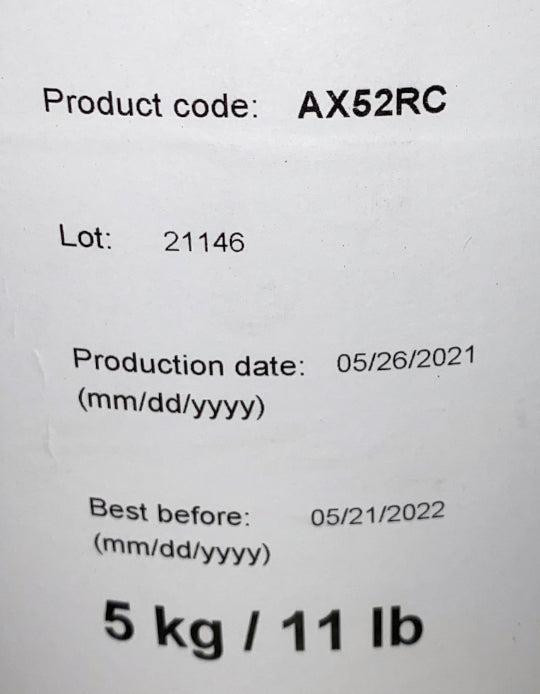 Product code: AX52RC
Lot: 21146
Production date: 05/26/2021
(mm/dd/yyyy)
Best before: 05/21/2022
(mm/dd/yyyy)
5 kg / 11 lb